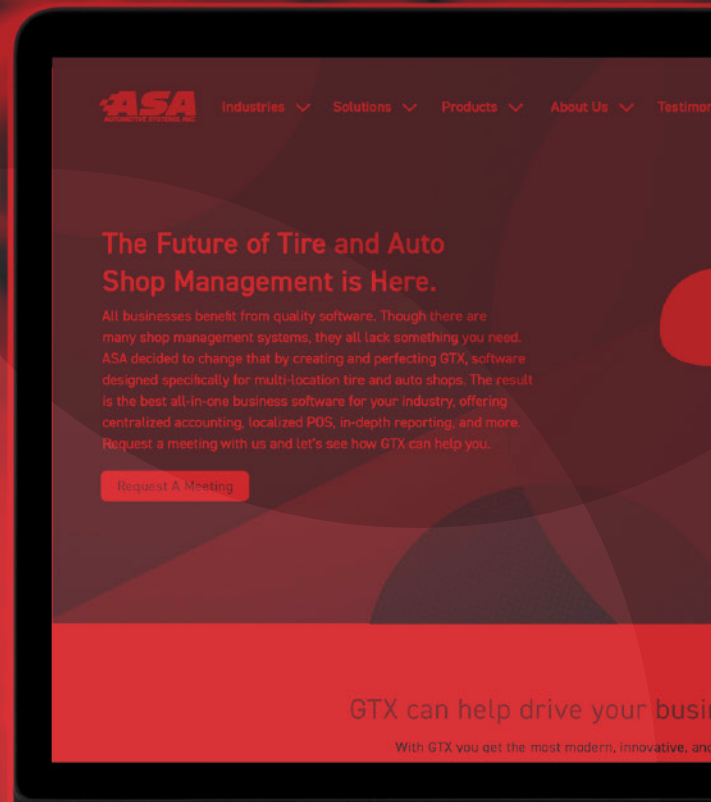 ASA
AUTOMOTIVE SYSTEMS, INC.
Industries Solutions Products About Us Testimon
The Future of Tire and Auto
Shop Management is Here.
All businesses benefit from quality software. Though there are
many shop management systems, they all lack something you need.
ASA decided to change that by creating and perfecting GTX, software
designed specifically for multi-location tire and auto shops. The result
is the best all-in-one business software for your industry, offering
centralized accounting, localized POS, in-depth reporting, and more.
Request a meeting with us and let's see how GTX can help you.
Request A Meeting
GTX can help drive your busi
With GTX you get the most modern, innovative, and